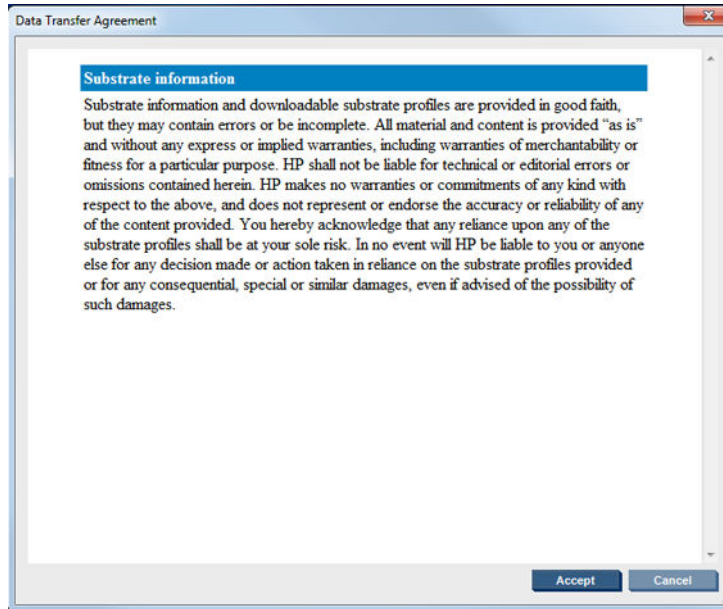 Data Transfer Agreement
Substrate information
Substrate information and downloadable substrate profiles are provided in good faith,
but they may contain errors or be incomplete. All material and content is provided “as is”
and without any express or implied warranties, including warranties of merchantability or
fitness for a particular purpose. HP shall not be liable for technical or editorial errors or
omissions contained herein. HP makes no warranties or commitments of any kind with
respect to the above, and does not represent or endorse the accuracy or reliability of any
of the content provided. You hereby acknowledge that any reliance upon any of the
substrate profiles shall be at your sole risk. In no event will HP be liable to you or anyone
else for any decision made or action taken in reliance on the substrate profiles provided
or for any consequential, special or similar damages, even if advised of the possibility of
such damages.
Accept Cancel